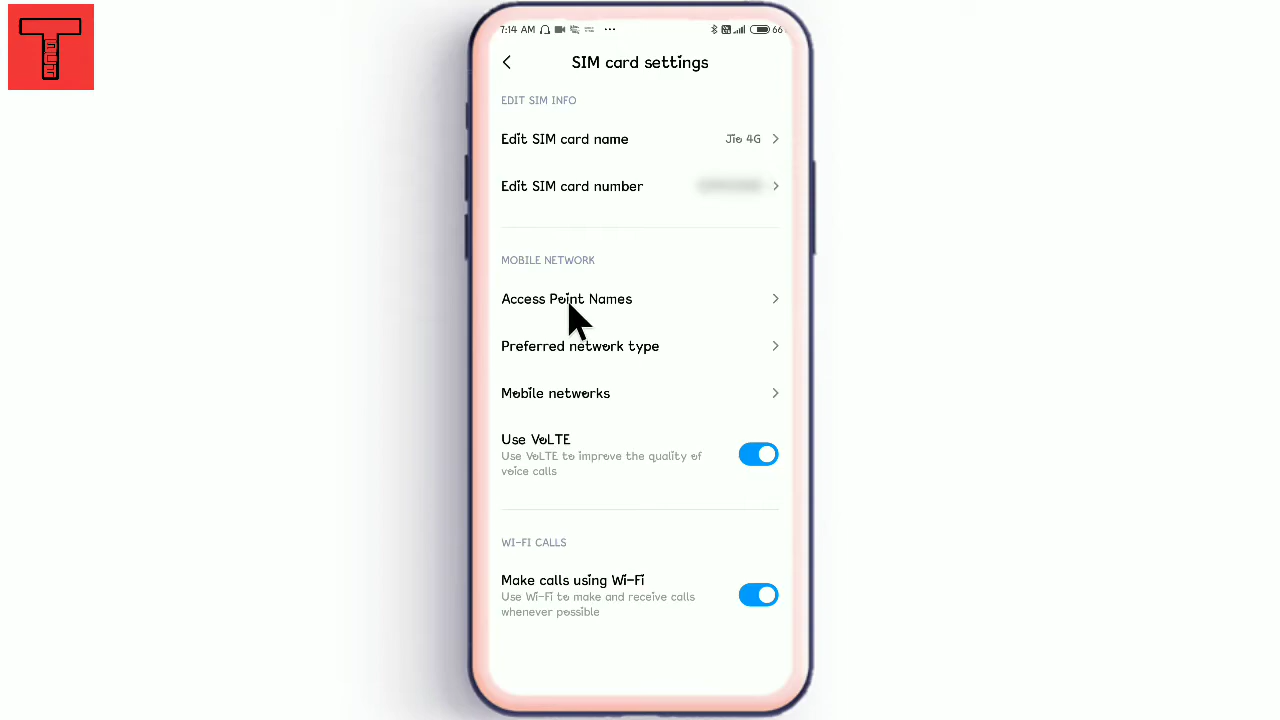 7:14 AM ...
66
SIM card settings
EDIT SIM INFO
Edit SIM card name
Jio 4G
Edit SIM card number
MOBILE NETWORK
Access Point Names
Preferred network type
Mobile networks
Use VoLTE
Use VoLTE to improve the quality of
voice calls
WI-FI CALLS
Make calls using Wi-Fi
Use Wi-Fi to make and receive calls
whenever possible